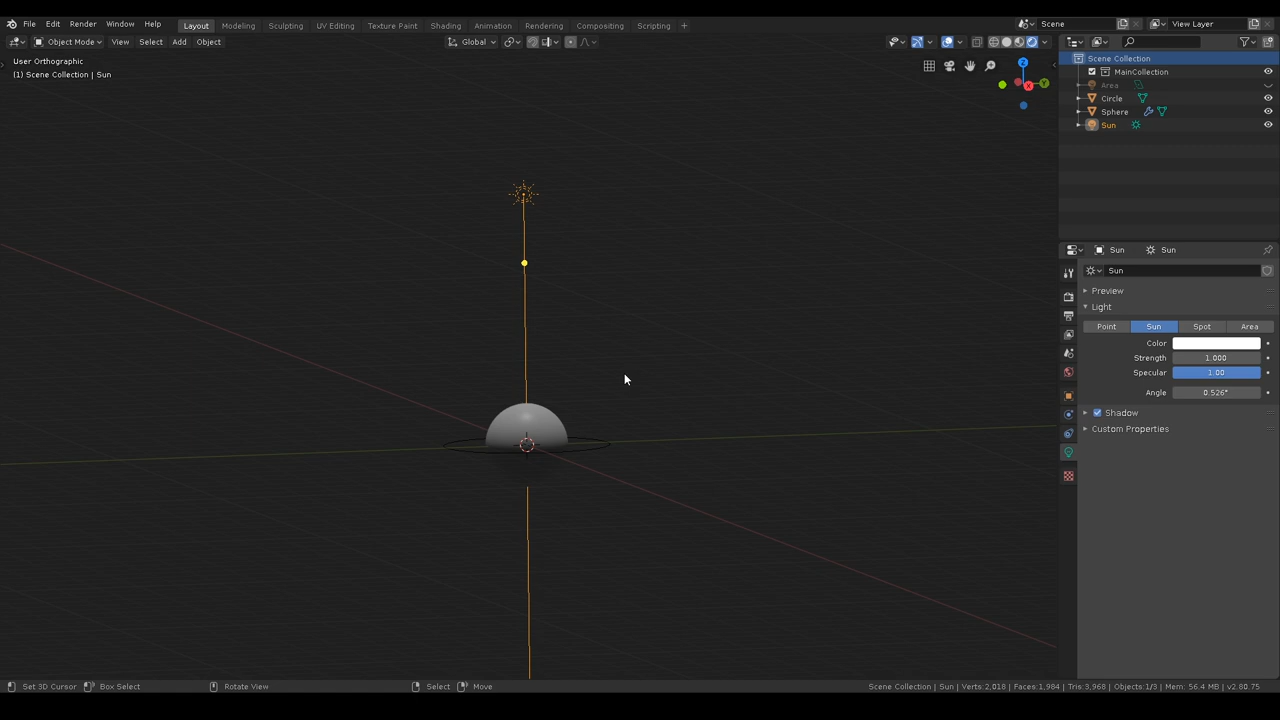 File Edit Render Window Help Layout Modeling Sculpting UV Editing Texture Paint Shading Animation Rendering Compositing Scripting + Scene View Layer
Object Mode View Select Add Object Global
User Orthographic
(1) Scene Collection | Sun
Z
X
Y
Scene Collection
MainCollection
Area
Circle
Sphere
Sun
Sun Sun
Sun
Preview
Light
Point Sun Spot Area
Color
Strength 1.000
Specular 1.00
Angle 0.526°
Shadow
Custom Properties
Set 3D Cursor Box Select Rotate View Select Move Scene Collection | Sun | Verts:2,018 | Faces:1,984 | Tris:3,968 | Objects:1/3 | Mem: 56.4 MB | v2.80.75